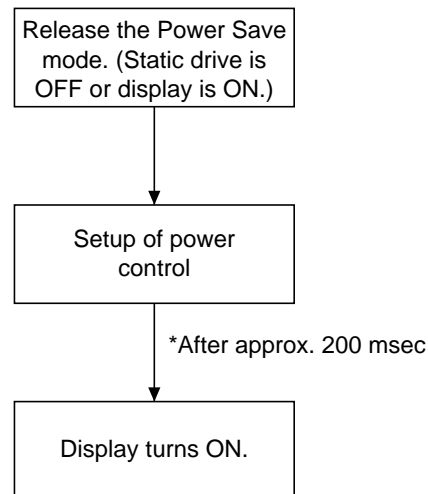 Release the Power Save
mode. (Static drive is
OFF or display is ON.)
Setup of power
control
*After approx. 200 msec
Display turns ON.